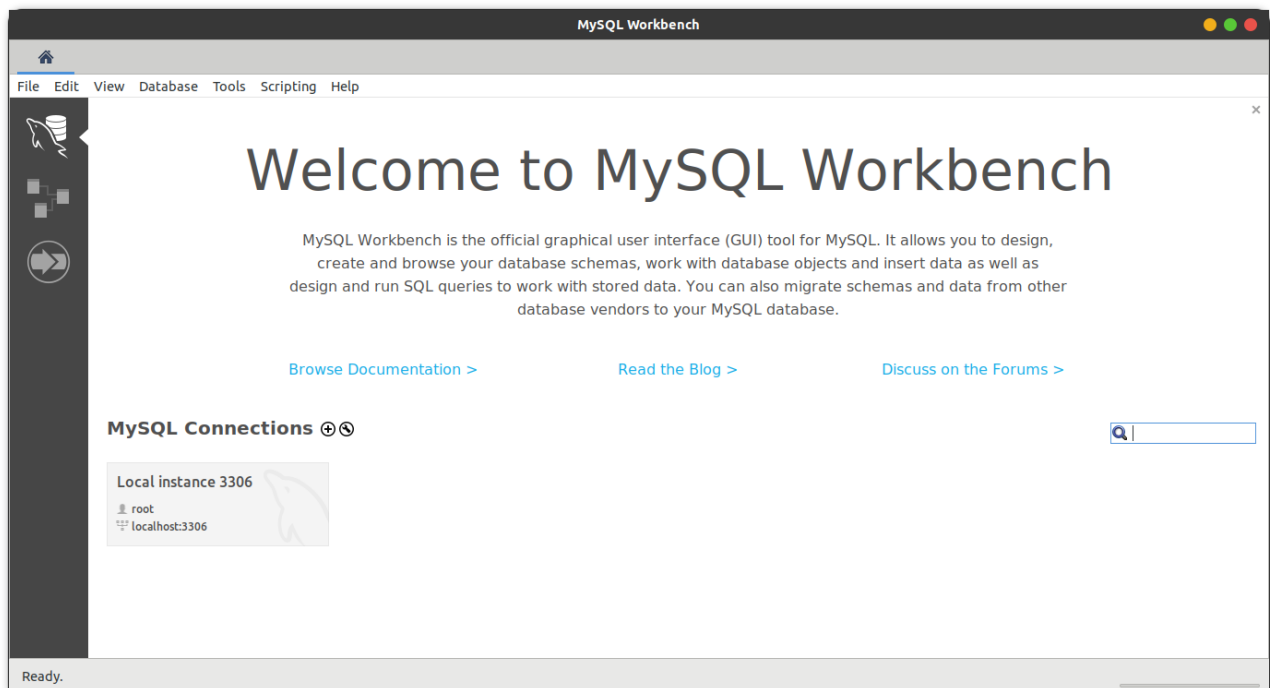 MySQL Workbench
File Edit View Database Tools Scripting Help
Welcome to MySQL Workbench
MySQL Workbench is the official graphical user interface (GUI) tool for MySQL. It allows you to design,
create and browse your database schemas, work with database objects and insert data as well as
design and run SQL queries to work with stored data. You can also migrate schemas and data from other
database vendors to your MySQL database.
Browse Documentation > Read the Blog > Discuss on the Forums >
MySQL Connections
Local instance 3306
root
localhost:3306
Ready.